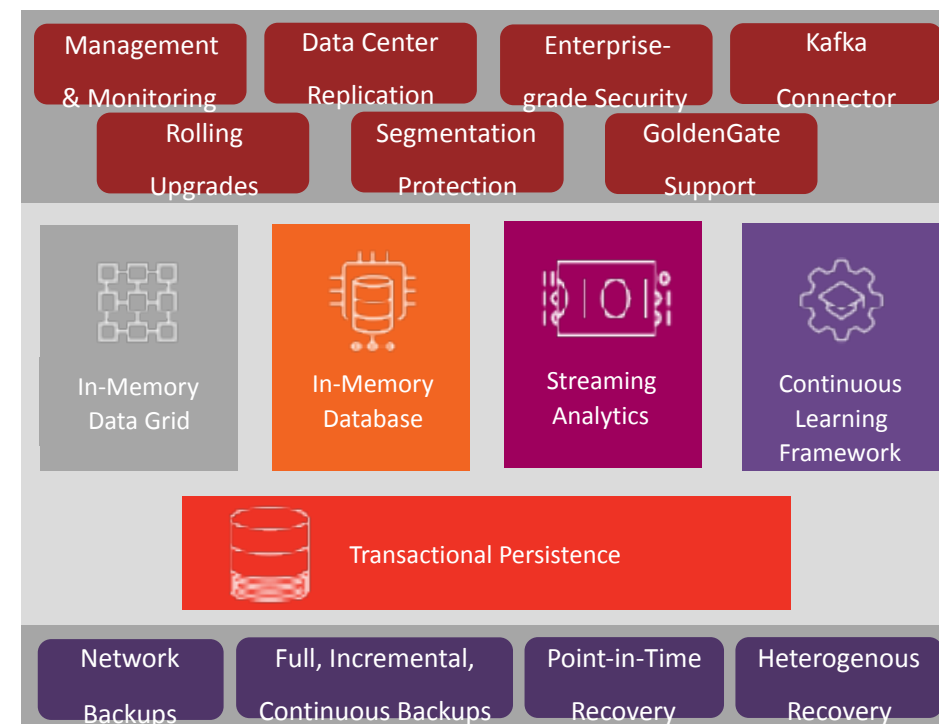 Management
& Monitoring
Data Center
Replication
Enterprise-
grade Security
Kafka
Connector
Rolling
Upgrades
Segmentation
Protection
GoldenGate
Support
In-Memory
Data Grid
In-Memory
Database
Streaming
Analytics
Continuous
Learning
Framework
Transactional Persistence
Network
Backups
Full, Incremental,
Continuous Backups
Point-in-Time
Recovery
Heterogenous
Recovery